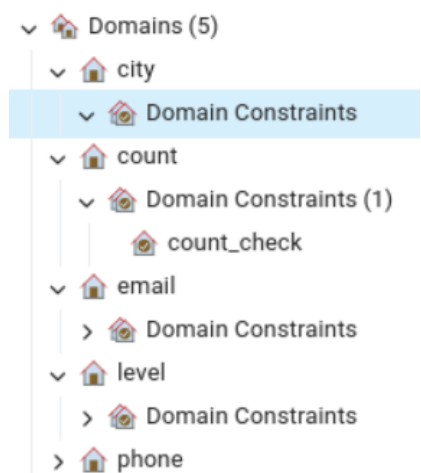 Domains (5)
city
Domain Constraints
count
Domain Constraints (1)
count_check
email
Domain Constraints
level
Domain Constraints
phone